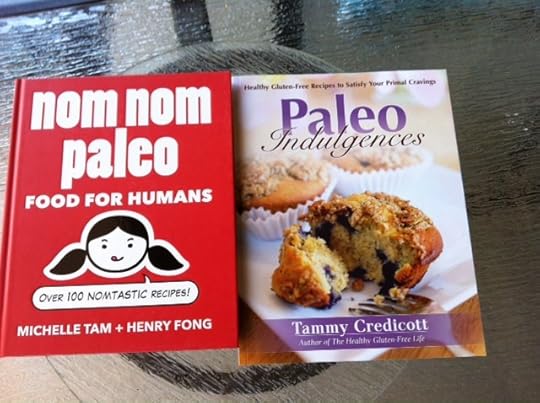 nom nom
paleo
FOOD FOR HUMANS
OVER 100 NOMTASTIC RECIPES!
MICHELLE TAM + HENRY FONG
Healthy Gluten-Free Recipes to Satisfy Your Primal Cravings
Paleo
Indulgences
Tammy Credicott
Author of The Healthy Gluten-Free Life